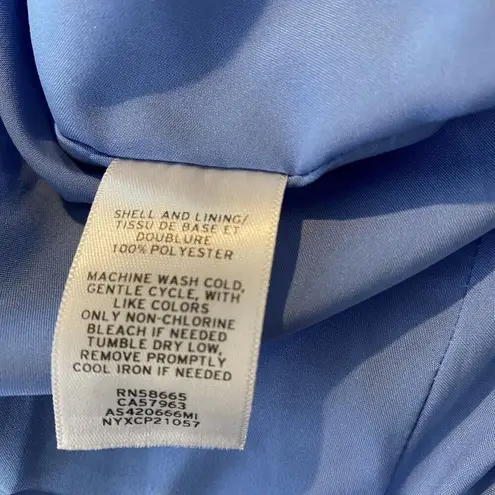 SHELL AND LINING/
TISSU DE BASE ET
DOUBLURE
100% POLYESTER
MACHINE WASH COLD,
GENTLE CYCLE, WITH
LIKE COLORS
ONLY NON-CHLORINE
BLEACH IF NEEDED
TUMBLE DRY LOW,
REMOVE PROMPTLY
COOL IRON IF NEEDED
RN58665
CA57963
AS420666MI
NYXCP21057